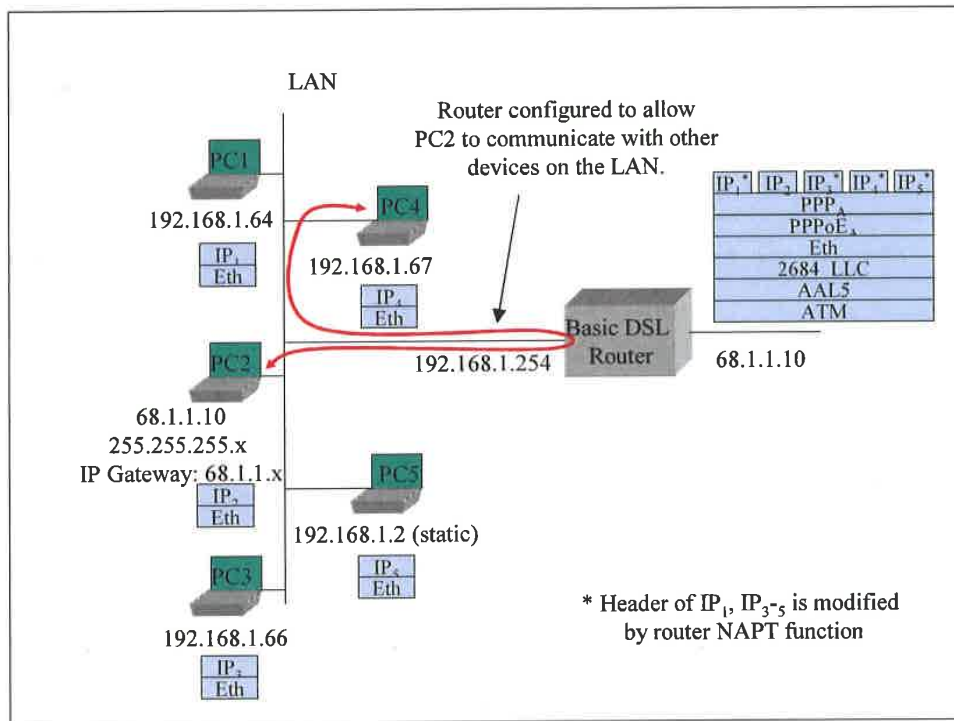 LAN
Router configured to allow
PC2 to communicate with other
devices on the LAN.
PC1
192.168.1.64
IP1
Eth
PC4
192.168.1.67
IP4
Eth
IP1* IP2 IP3* IP4* IP5*
PPPA
PPPoEA
Eth
2684 LLC
AAL5
ATM
Basic DSL
Router
192.168.1.254
68.1.1.10
PC2
68.1.1.10
255.255.255.x
IP Gateway: 68.1.1.x
IP2
Eth
PC5
192.168.1.2 (static)
IP5
Eth
PC3
192.168.1.66
IP3
Eth
* Header of IP1, IP3-5 is modified
by router NAPT function